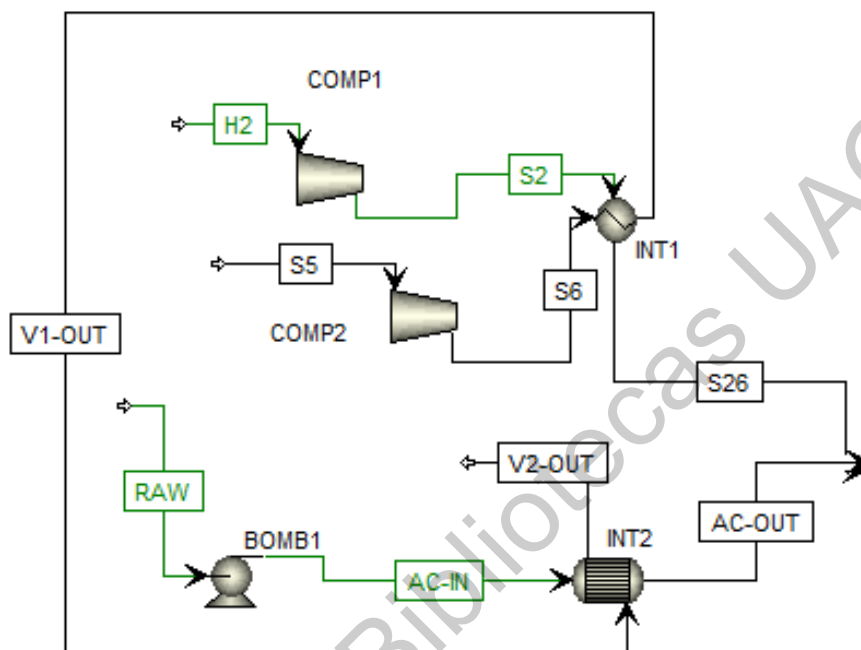 COMP1
H2
S2
INT1
S5
S6
COMP2
V1-OUT
S26
RAW
V2-OUT
AC-OUT
BOMB1
INT2
AC-IN
Bibliotecas UAC